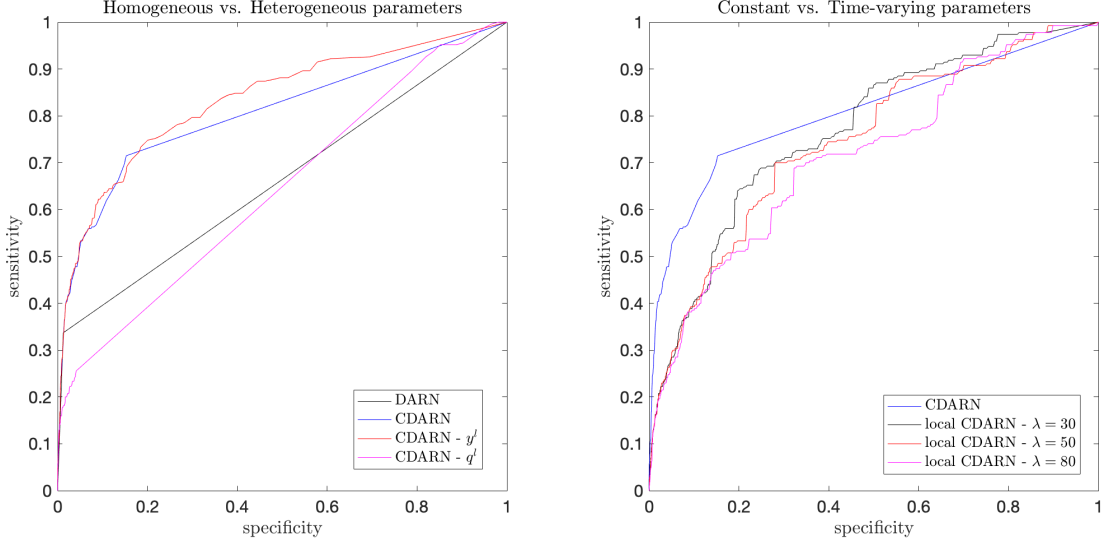 Homogeneous vs. Heterogeneous parameters
1
0.9
0.8
0.7
0.6
0.5
0.4
0.3
0.2
0.1
0
sensitivity
0 0.2 0.4 0.6 0.8 1
specificity
DARN
CDARN
CDARN - y^l
CDARN - q^l
Constant vs. Time-varying parameters
1
0.9
0.8
0.7
0.6
0.5
0.4
0.3
0.2
0.1
0
sensitivity
0 0.2 0.4 0.6 0.8 1
specificity
CDARN
local CDARN - λ = 30
local CDARN - λ = 50
local CDARN - λ = 80